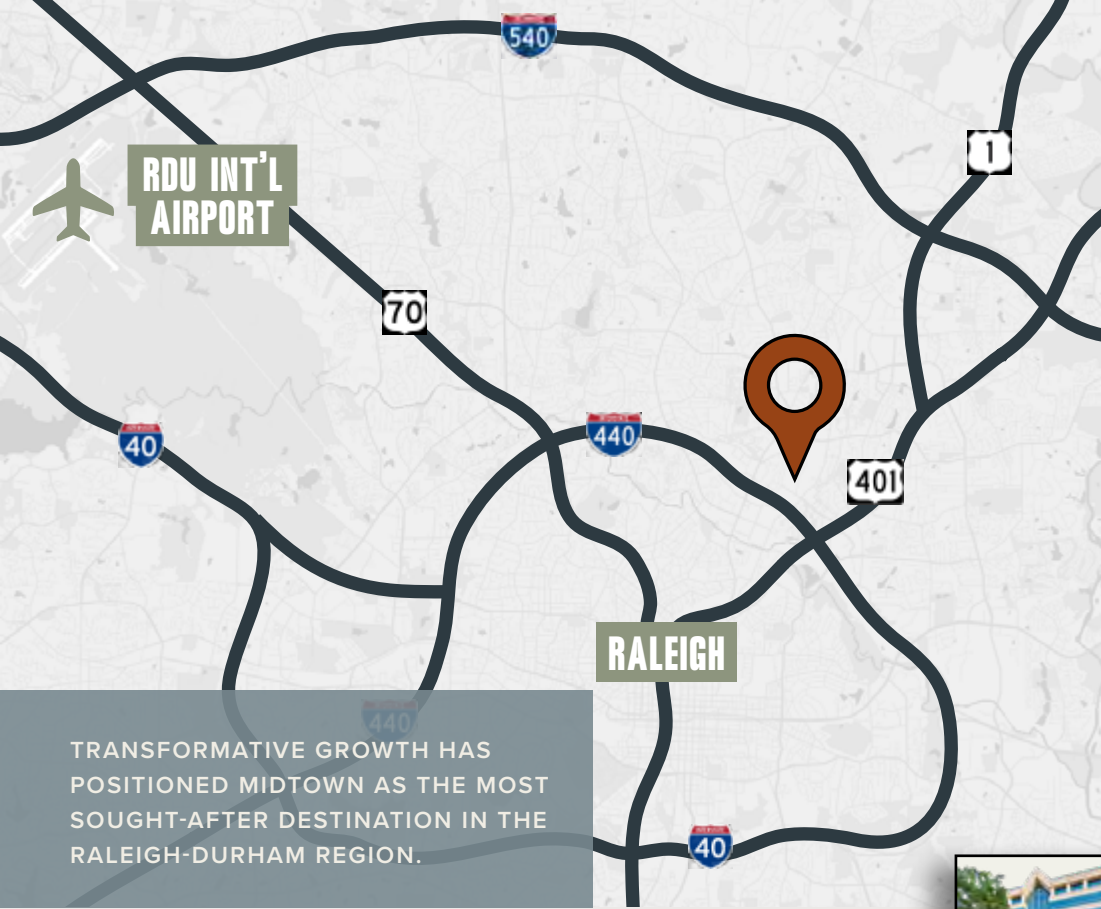 540
1
RDU INT'L
AIRPORT
70
40
440
401
RALEIGH
440
TRANSFORMATIVE GROWTH HAS
POSITIONED MIDTOWN AS THE MOST
SOUGHT-AFTER DESTINATION IN THE
RALEIGH-DURHAM REGION.
40